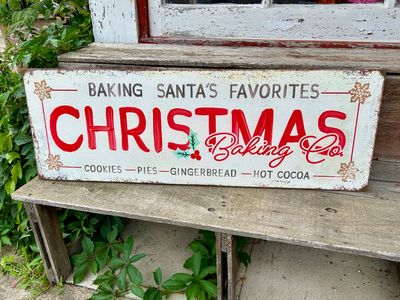 BAKING SANTA'S FAVORITES
CHRISTMAS
Baking Co.
COOKIES — PIES — GINGERBREAD — HOT COCOA